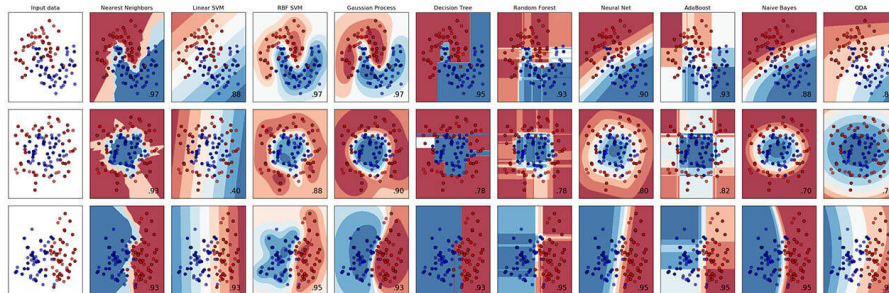 Input data Nearest Neighbors Linear SVM RBF SVM Gaussian Process Decision Tree Random Forest Neural Net AdaBoost Naive Bayes QDA
.97 .88 .97 .97 .95 .93 .90 .93 .88
.93 .40 .88 .90 .78 .78 .80 .82 .70
.93 .93 .95 .93 .93 .95 .95 .95 .95